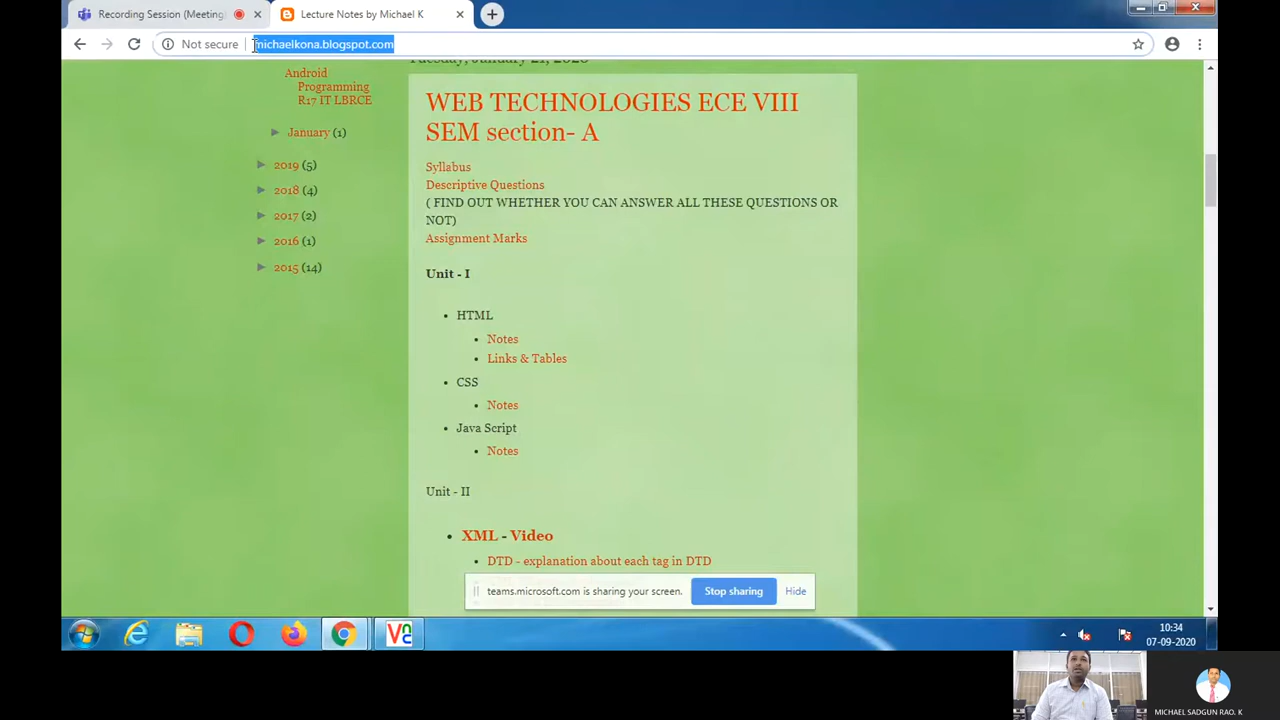 Recording Session (Meeting
Lecture Notes by Michael K
Not secure
michaelkona.blogspot.com
Tuesday, January 21, 2020
Android
Programming
R17 IT LBRCE
► January (1)
► 2019 (5)
► 2018 (4)
► 2017 (2)
► 2016 (1)
► 2015 (14)
WEB TECHNOLOGIES ECE VIII
SEM section- A
Syllabus
Descriptive Questions
( FIND OUT WHETHER YOU CAN ANSWER ALL THESE QUESTIONS OR
NOT)
Assignment Marks
Unit - I
• HTML
• Notes
• Links & Tables
• CSS
• Notes
• Java Script
• Notes
Unit - II
• XML - Video
• DTD - explanation about each tag in DTD
teams.microsoft.com is sharing your screen.
Stop sharing
Hide
10:34
07-09-2020
MICHAEL SADGUN RAO. K